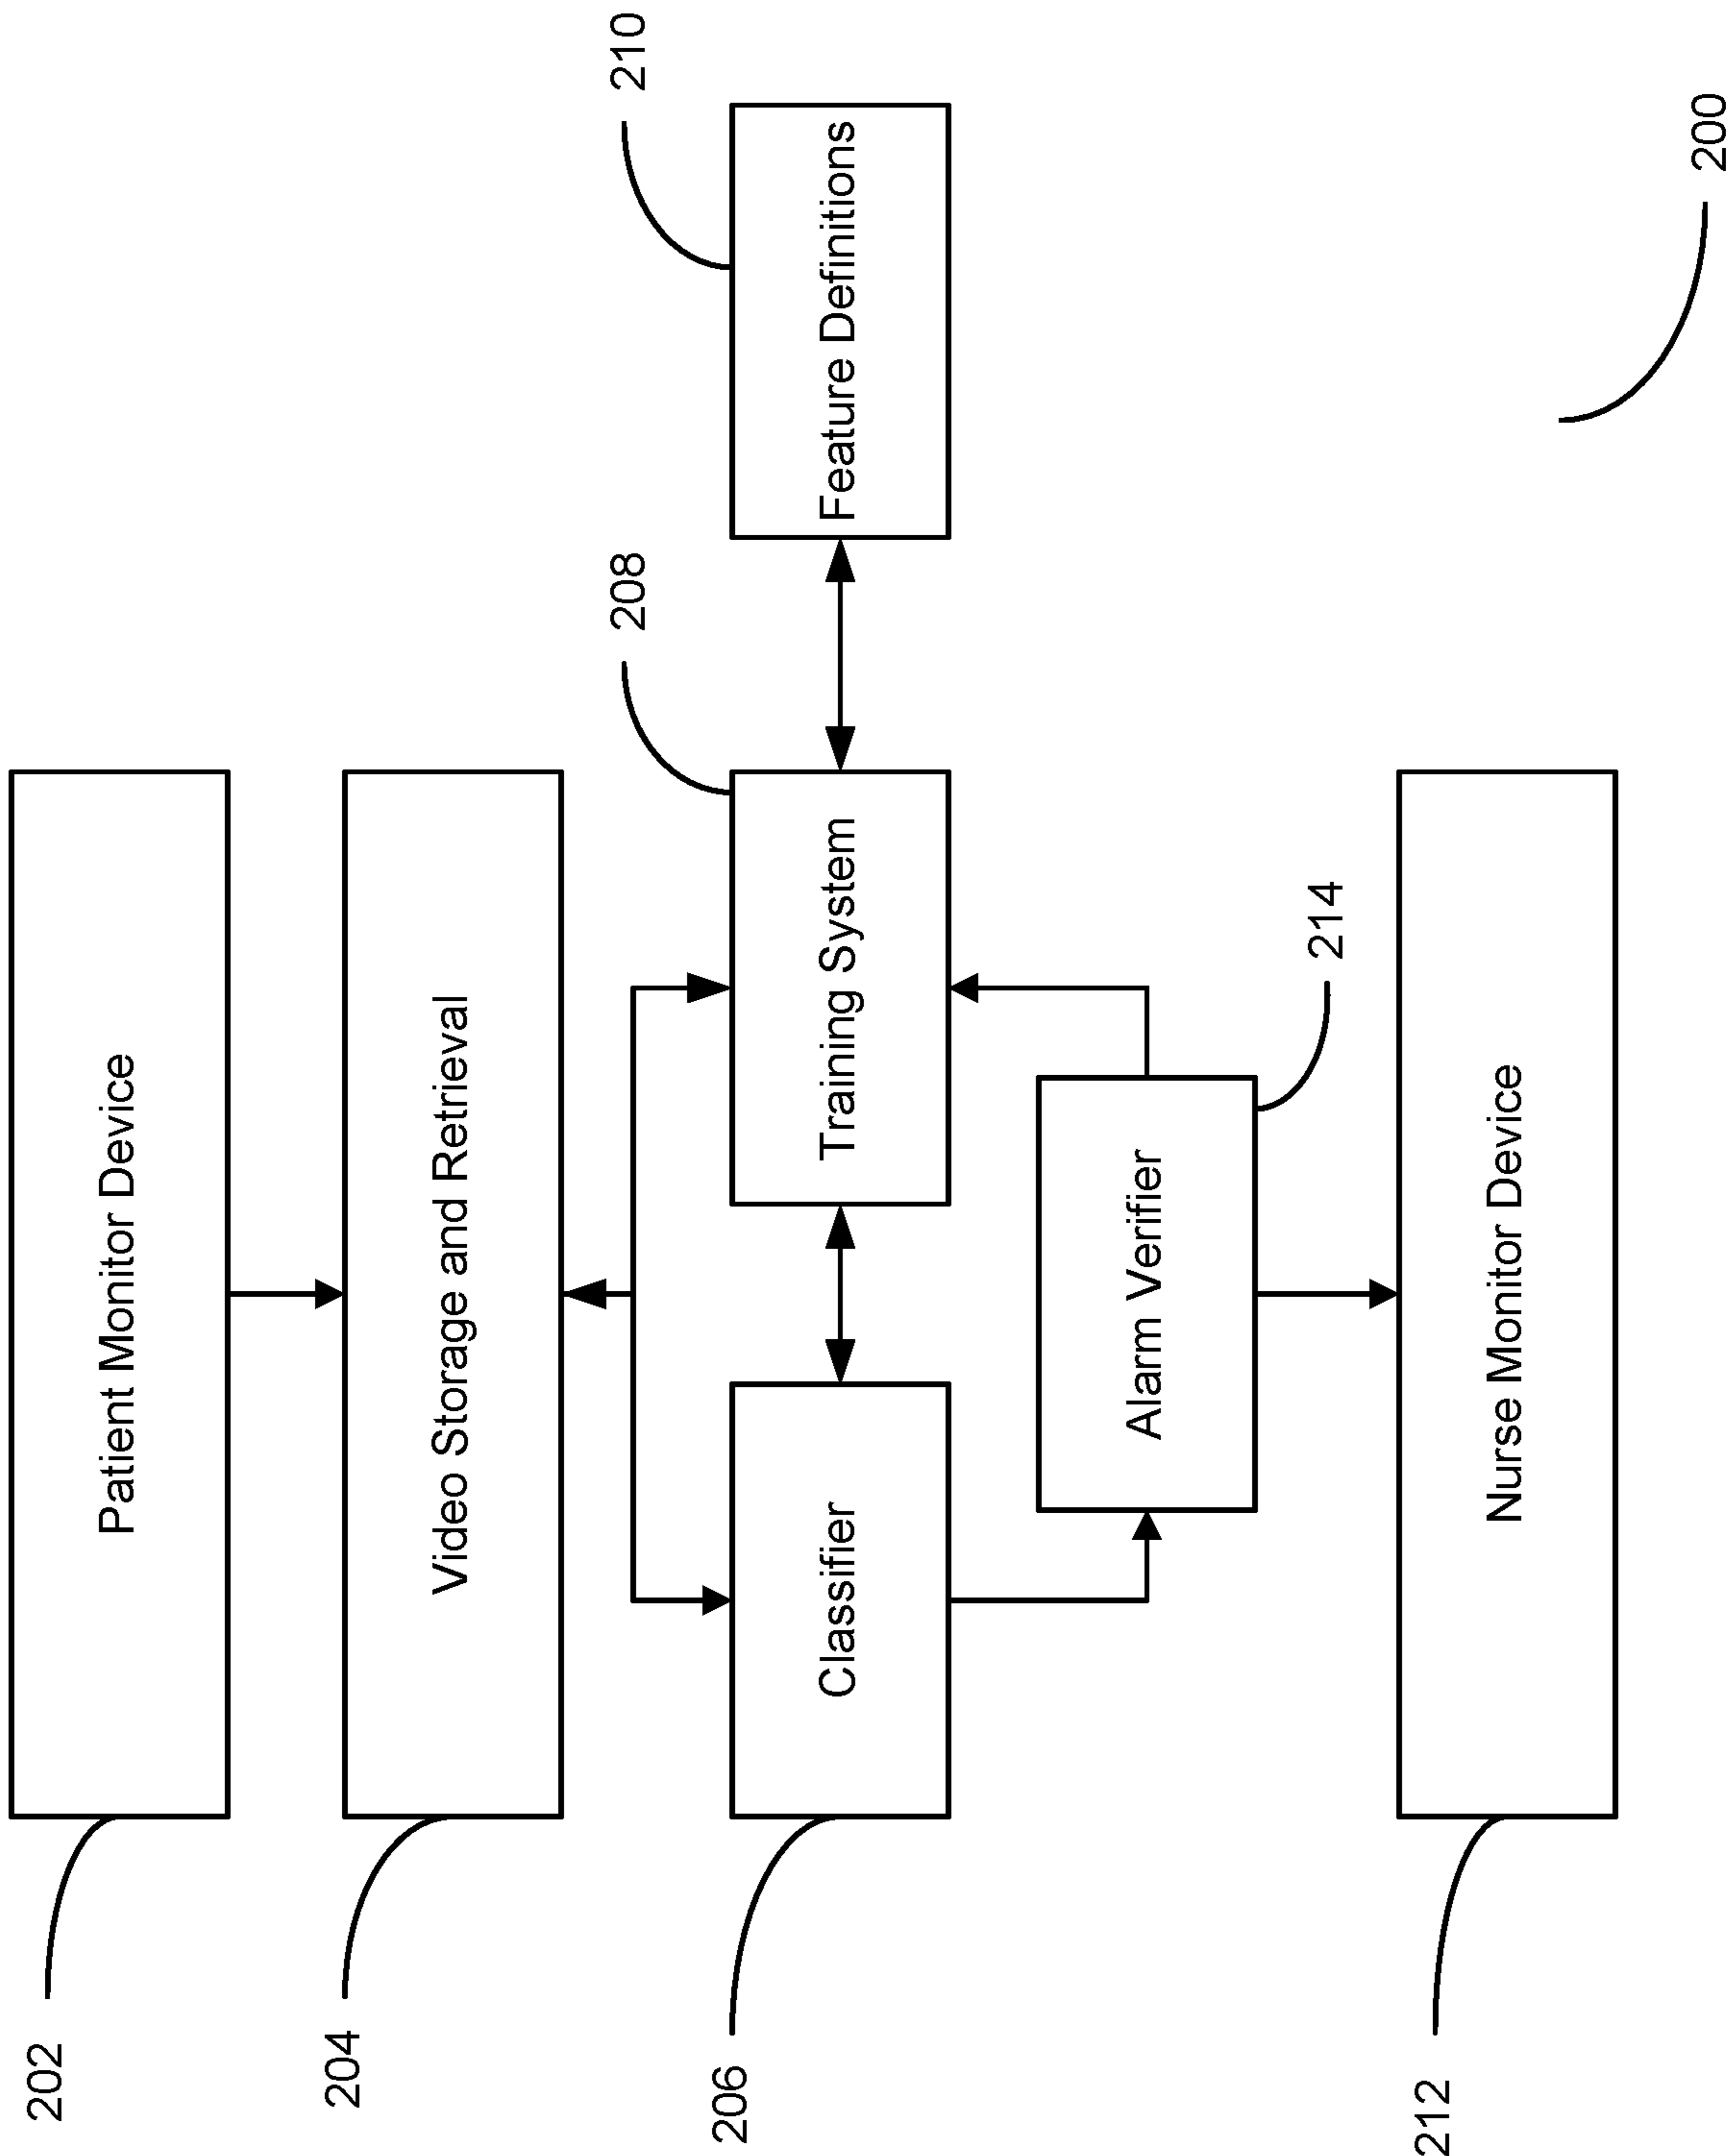 202
Patient Monitor Device
204
Video Storage and Retrieval
208
210
206
Classifier
Training System
Feature Definitions
Alarm Verifier
214
212
Nurse Monitor Device
200